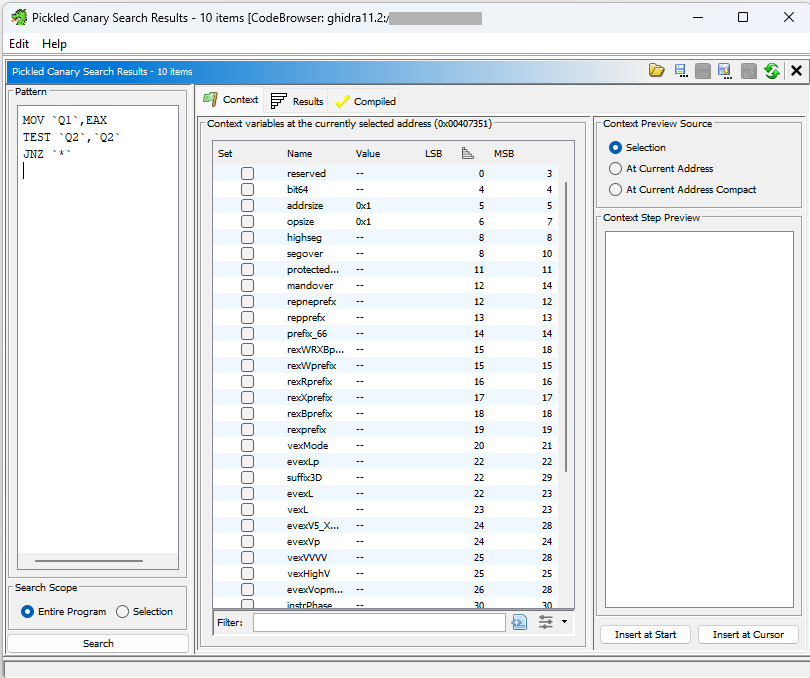 Pickled Canary Search Results - 10 items [CodeBrowser: ghidra11.2:/
Edit Help
Pickled Canary Search Results - 10 items
Pattern
MOV `Q1`,EAX
TEST `Q2`,`Q2`
JNZ `*`
Search Scope
Entire Program Selection
Search
Context Results Compiled
Context variables at the currently selected address (0x00407351)
Set Name Value LSB MSB
reserved -- 0 3
bit64 -- 4 4
addrsize 0x1 5 5
opsize 0x1 6 7
highseg -- 8 8
segover -- 8 10
protected... -- 11 11
mandover -- 12 14
repneprefx -- 12 12
repprefx -- 13 13
prefix_66 -- 14 14
rexWRXBp... -- 15 18
rexWprefix -- 15 15
rexRprefix -- 16 16
rexXprefix -- 17 17
rexBprefix -- 18 18
rexprefix -- 19 19
vexMode -- 20 21
evexLp -- 22 22
suffix3D -- 22 29
evexL -- 22 23
vexL -- 23 23
evexV5_X... -- 24 28
evexVp -- 24 24
vexVVVV -- 25 28
vexHighV -- 25 25
evexVopm... -- 26 28
instrPhase -- 30 30
Filter:
Context Preview Source
Selection
At Current Address
At Current Address Compact
Context Step Preview
Insert at Start Insert at Cursor